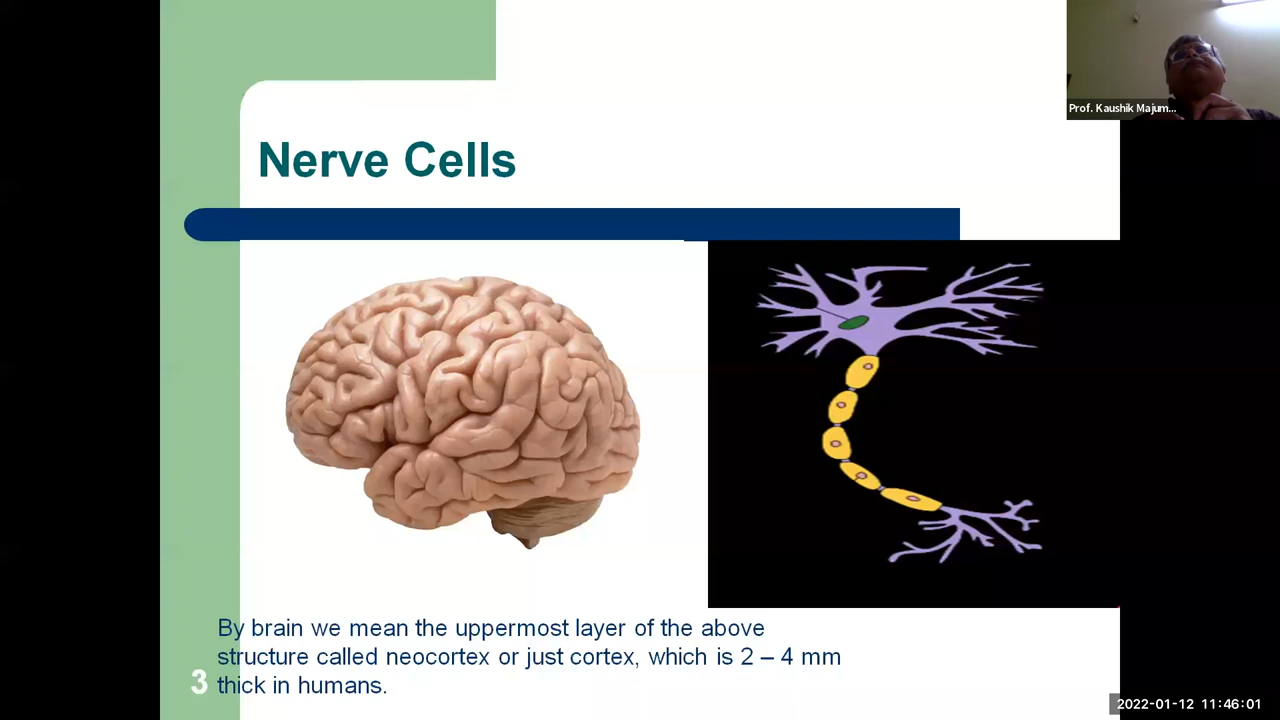 Prof. Kaushik Majum...
Nerve Cells
By brain we mean the uppermost layer of the above
structure called neocortex or just cortex, which is 2 – 4 mm
thick in humans.
3
2022-01-12 11:46:01